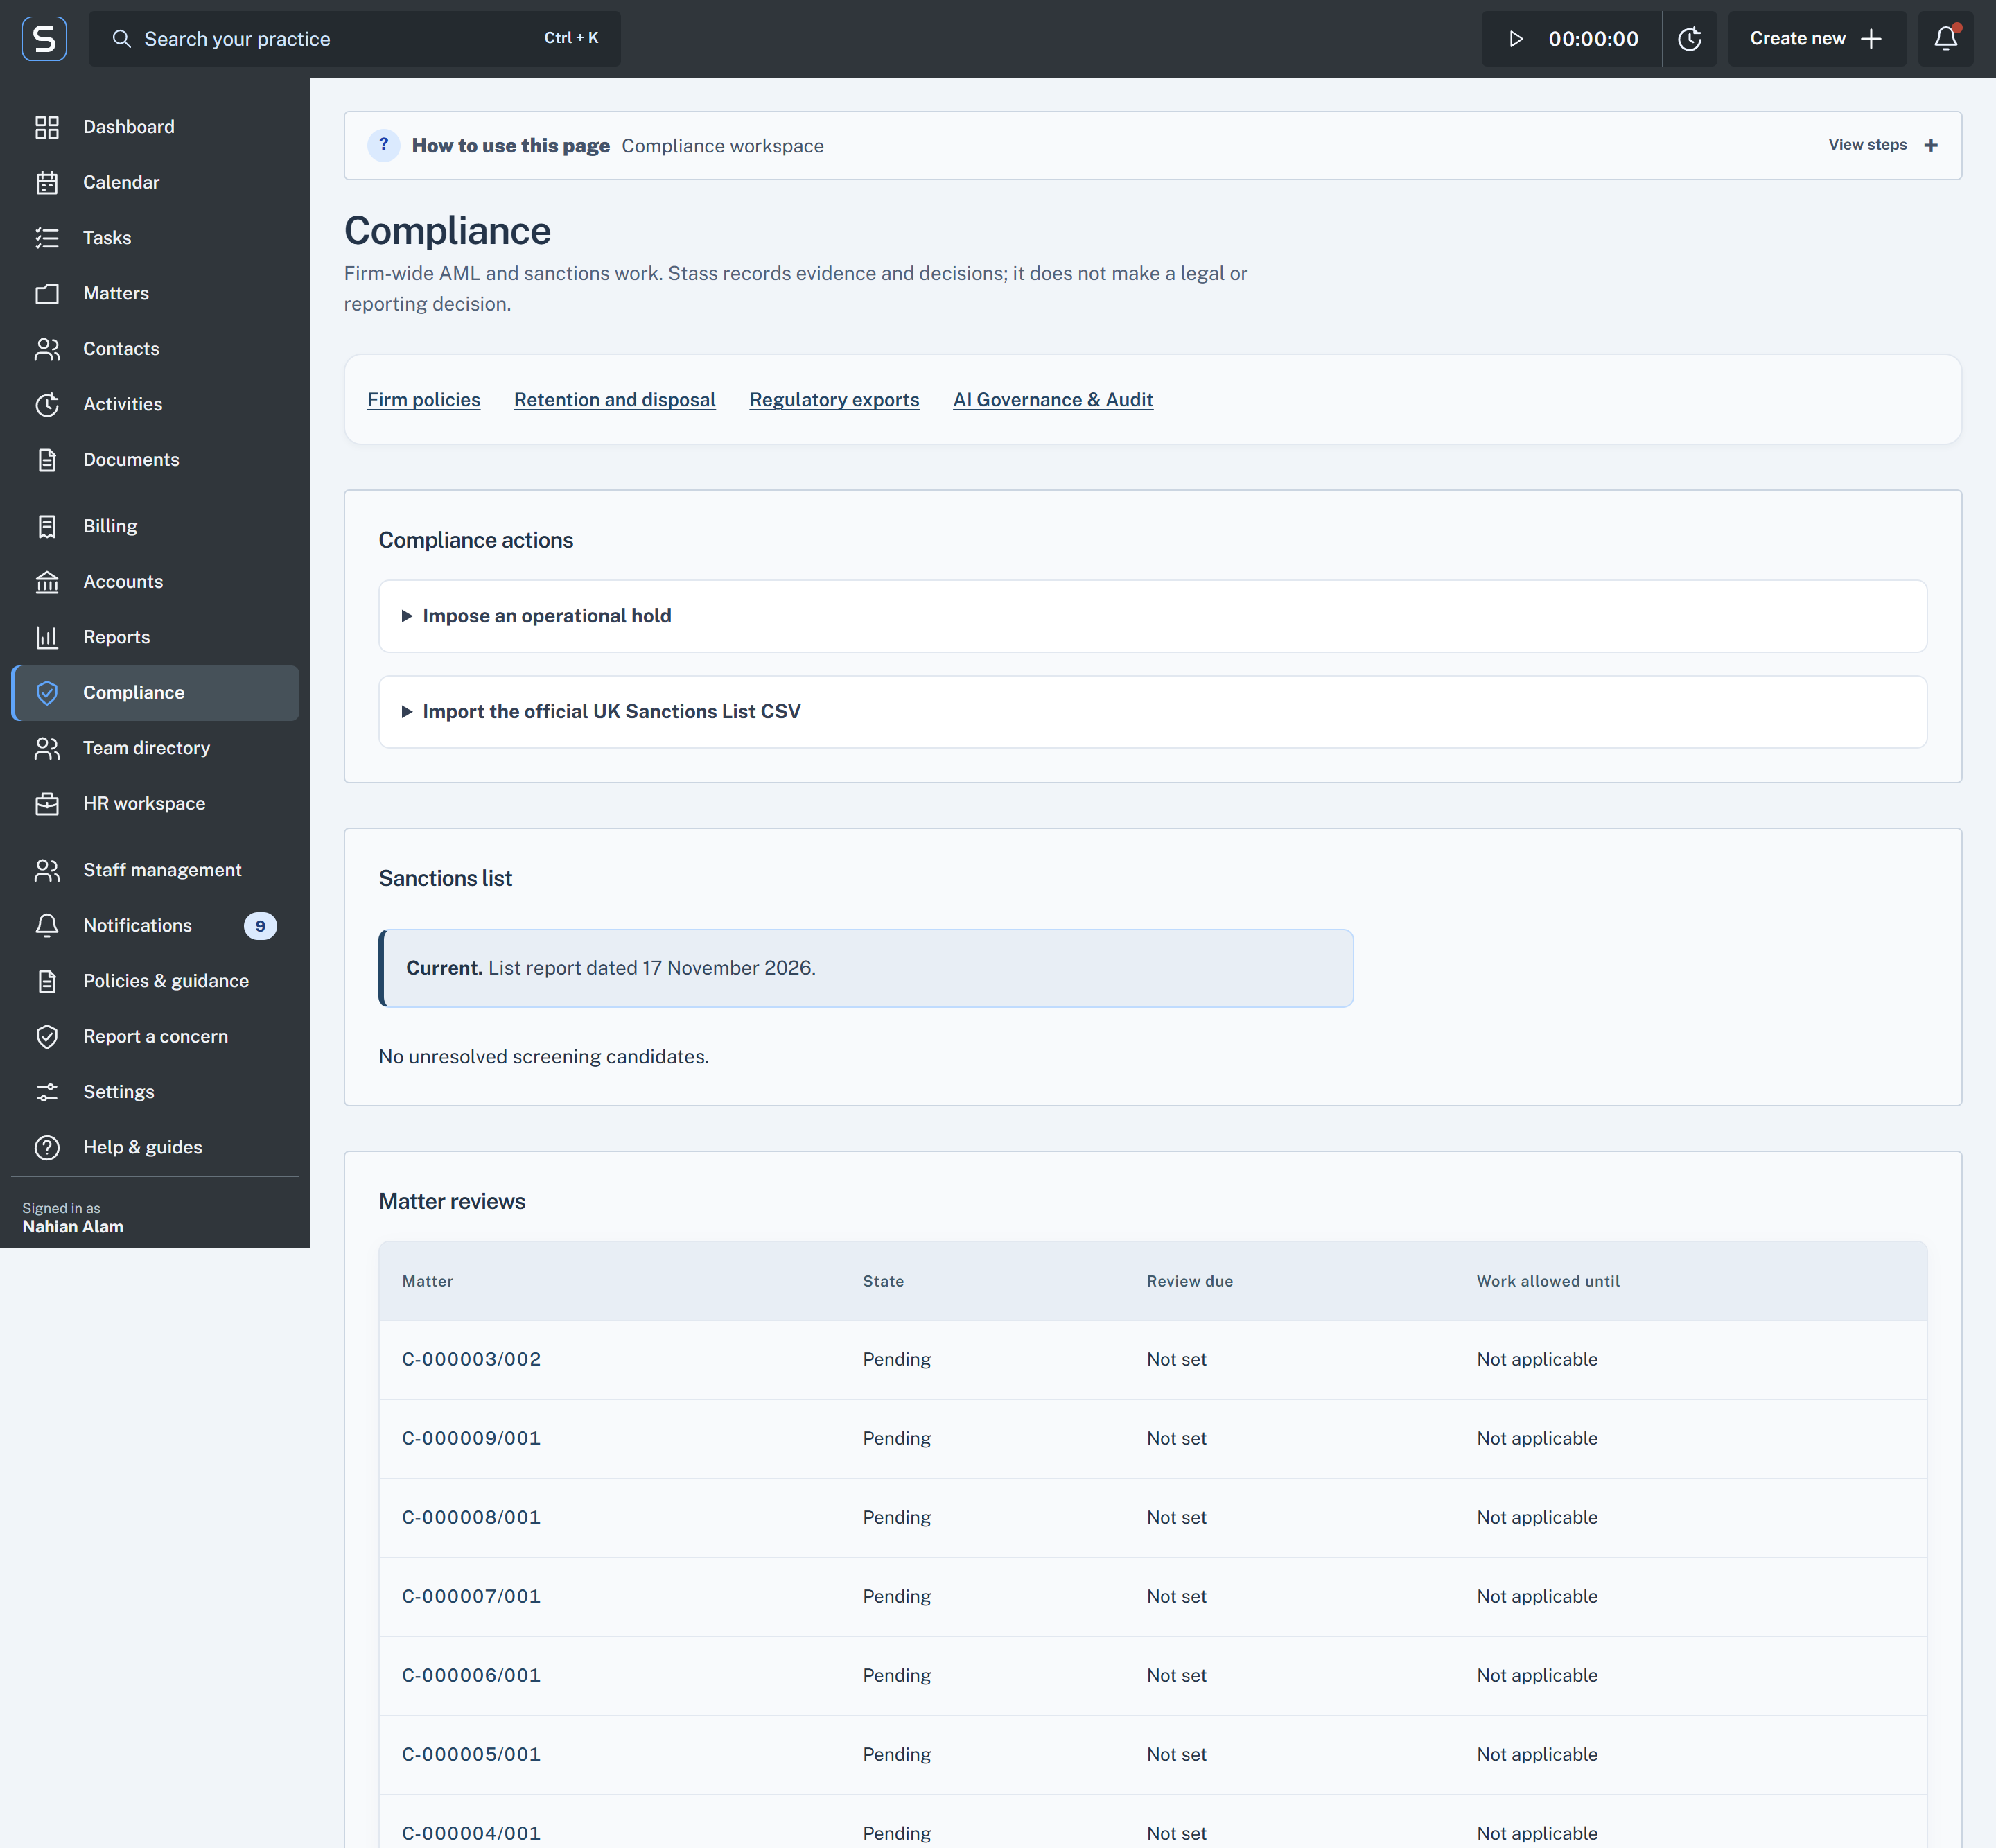 S
Search your practice
Ctrl + K
00:00:00
Create new
Dashboard
Calendar
Tasks
Matters
Contacts
Activities
Documents
Billing
Accounts
Reports
Compliance
Team directory
HR workspace
Staff management
Notifications 9
Policies & guidance
Report a concern
Settings
Help & guides
Signed in as
Nahian Alam
? How to use this page Compliance workspace
View steps +
Compliance
Firm-wide AML and sanctions work. Stass records evidence and decisions; it does not make a legal or
reporting decision.
Firm policies Retention and disposal Regulatory exports AI Governance & Audit
Compliance actions
Impose an operational hold
Import the official UK Sanctions List CSV
Sanctions list
Current. List report dated 17 November 2026.
No unresolved screening candidates.
Matter reviews
Matter State Review due Work allowed until
C-000003/002 Pending Not set Not applicable
C-000009/001 Pending Not set Not applicable
C-000008/001 Pending Not set Not applicable
C-000007/001 Pending Not set Not applicable
C-000006/001 Pending Not set Not applicable
C-000005/001 Pending Not set Not applicable
C-000004/001 Pending Not set Not applicable